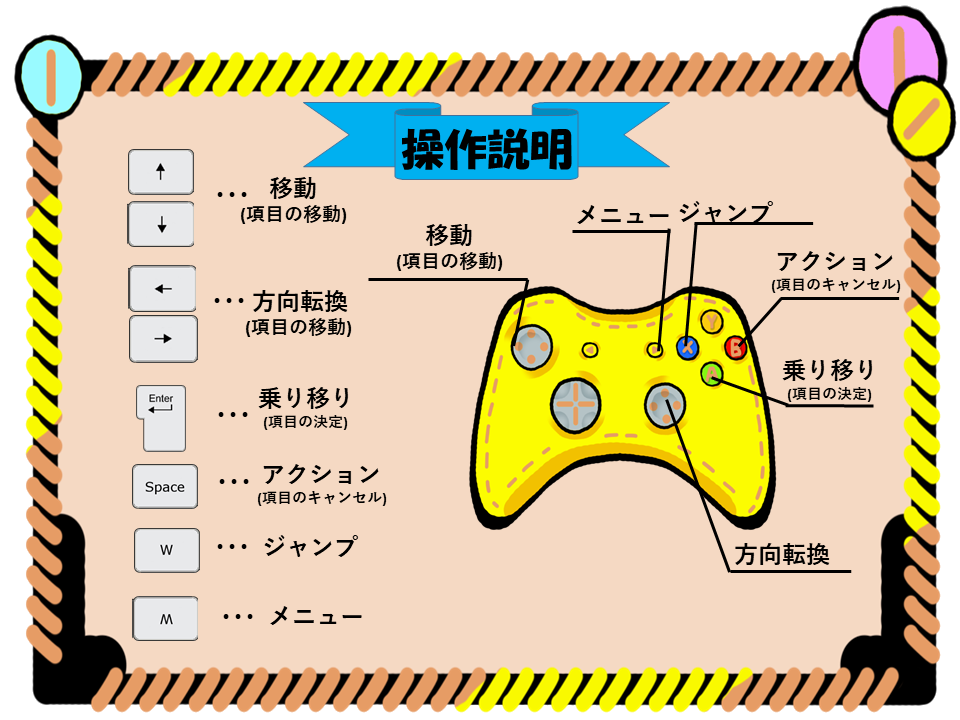 操作説明
↑
↓
… 移動
(項目の移動)
←
→
… 方向転換
(項目の移動)
Enter
… 乗り移り
(項目の決定)
Space
… アクション
(項目のキャンセル)
W
… ジャンプ
M
… メニュー
移動
(項目の移動)
メニュー
ジャンプ
アクション
(項目のキャンセル)
乗り移り
(項目の決定)
方向転換
Y
X
B
A